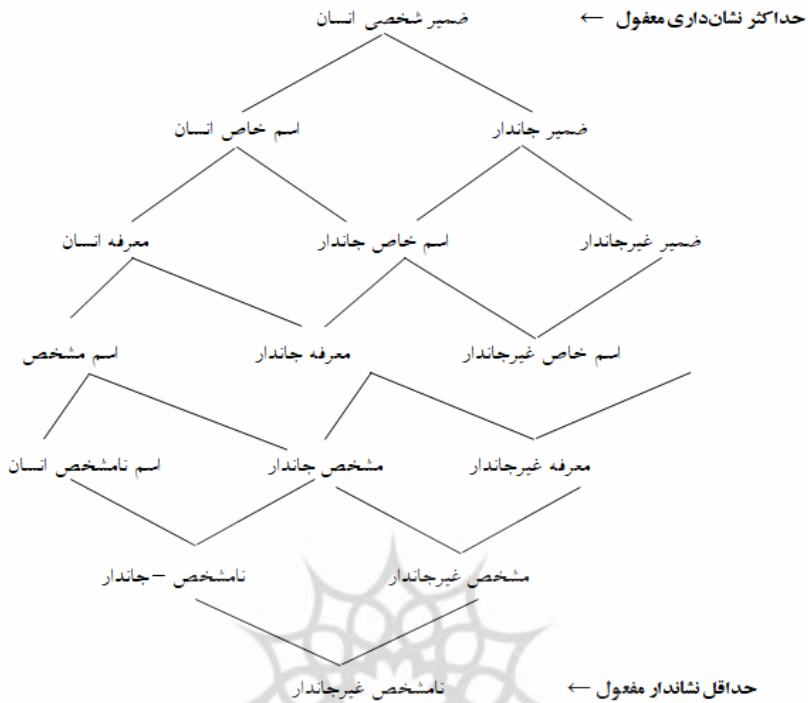 حداکثر نشان‌داری معفول ← ضمیر شخصی انسان
ضمیر جاندار اسم خاص انسان
ضمیر غیرجاندار اسم خاص جاندار معرفه انسان
اسم خاص غیرجاندار معرفه جاندار اسم مشخص
معرفه غیرجاندار مشخص جاندار اسم نامشخص انسان
مشخص غیرجاندار نامشخص –جاندار
حداقل نشاندار مفعول ← نامشخص غیرجاندار